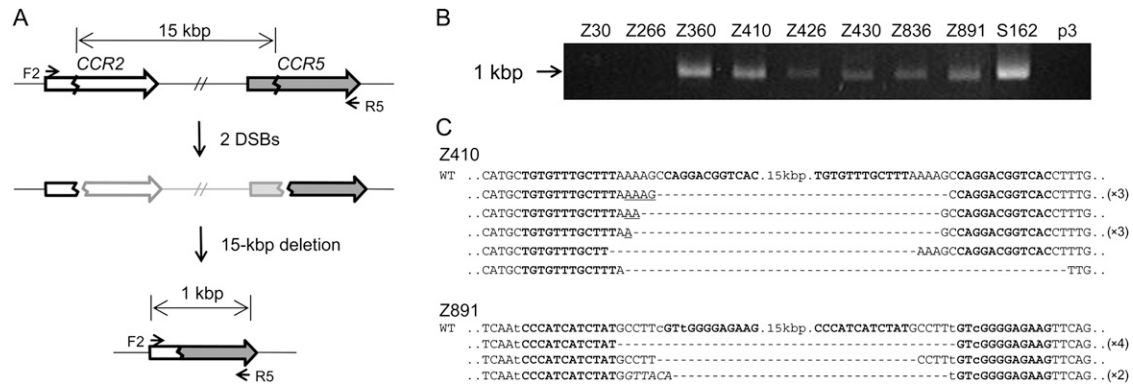 A
15 kbp
F2
CCR2
CCR5
R5
2 DSBs
15-kbp deletion
1 kbp
F2
R5
B
Z30 Z266 Z360 Z410 Z426 Z430 Z836 Z891 S162 p3
1 kbp
C
Z410
WT ..CATGCTGTGTTTGCTTTAAAAGCCAGGACGGTCAC.15kbp.TGTGTTTGCTTTAAAAGCCAGGACGGTCACCTTTG..
..CATGCTGTGTTTGCTTTAAAAG----------------------------------------CCAGGACGGTCACCTTTG..(×3)
..CATGCTGTGTTTGCTTTAA-----------------------------------------GCCAGGACGGTCACCTTTG..
..CATGCTGTGTTTGCTTTAA-----------------------------------------GCCAGGACGGTCACCTTTG..(×3)
..CATGCTGTGTTTGCTT----------------------------------------AAAGCCAGGACGGTCACCTTTG..
..CATGCTGTGTTTGCTTTA---------------------------------------------------------TTG..
Z891
WT ..TCAAtCCCATCATCTATGCCTTcGTtGGGGAGAAG.15kbp.CCCATCATCTATGCCTTtGTcGGGGAGAAGTTCAG..
..TCAAtCCCATCATCTAT------------------------------------------GTcGGGGAGAAGTTCAG..(×4)
..TCAAtCCCATCATCTATGCCTT--------------------------------CCTTtGTcGGGGAGAAGTTCAG..
..TCAAtCCCATCATCTATGGTTACA-----------------------------------tGTcGGGGAGAAGTTCAG..(×2)